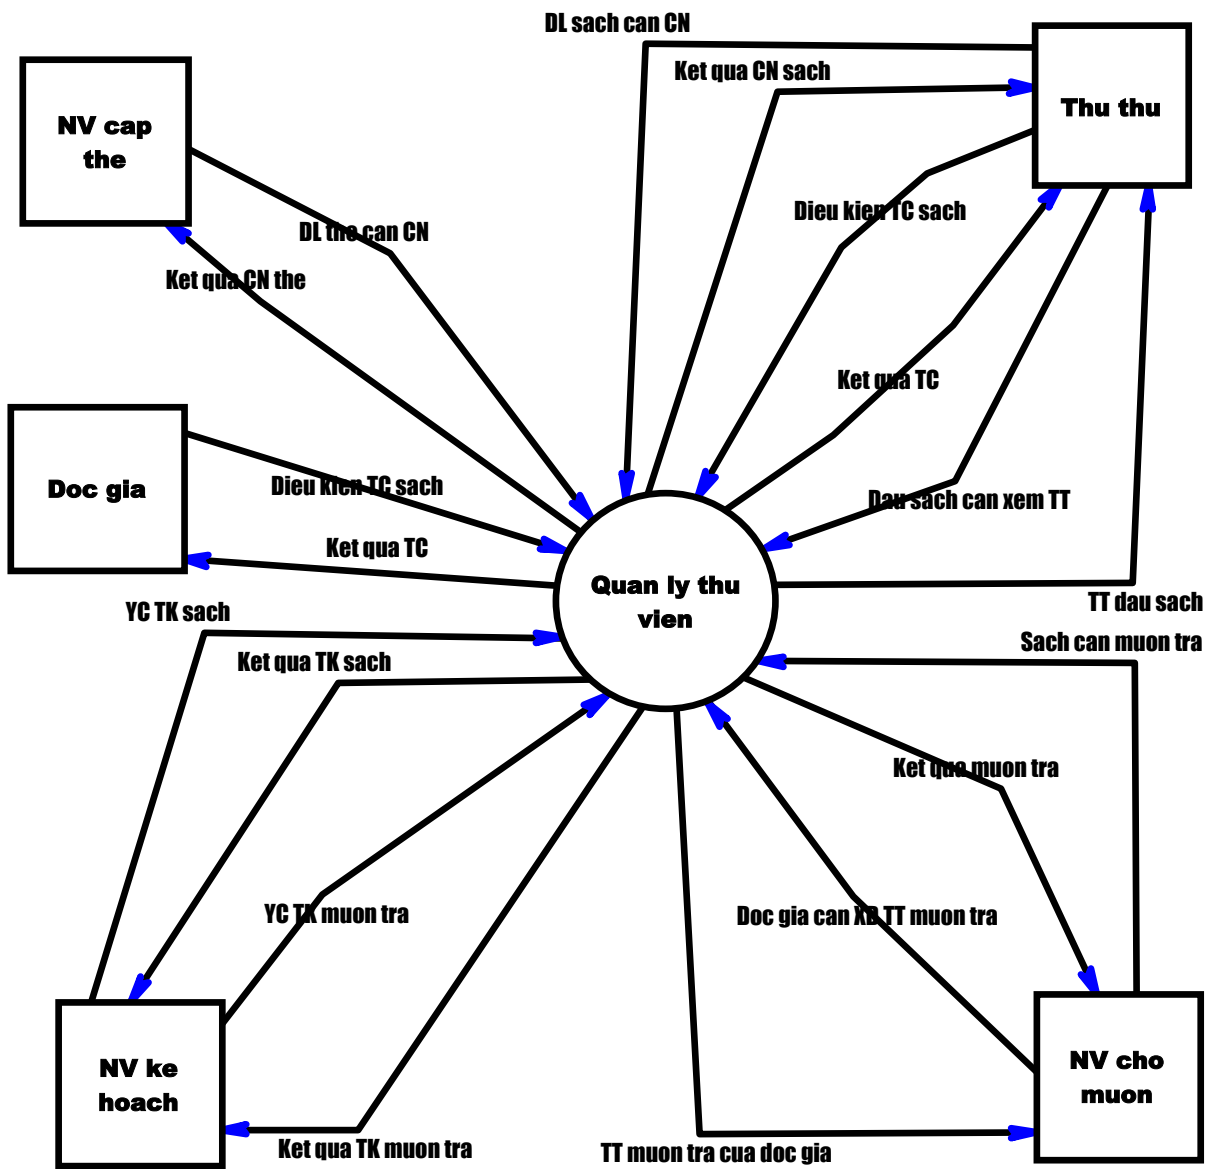 DL sach can CN
Ket qua CN sach
Thu thu
NV cap
the
Dieu kien TC sach
DL the can CN
Ket qua CN the
Ket qua TC
Doc gia
Dieu kien TC sach
Dau sach can xem TT
Ket qua TC
Quan ly thu
vien
TT dau sach
YC TK sach
Sach can muon tra
Ket qua TK sach
Ket qua muon tra
YC TK muon tra
Doc gia can XD TT muon tra
NV ke
hoach
NV cho
muon
Ket qua TK muon tra
TT muon tra cua doc gia